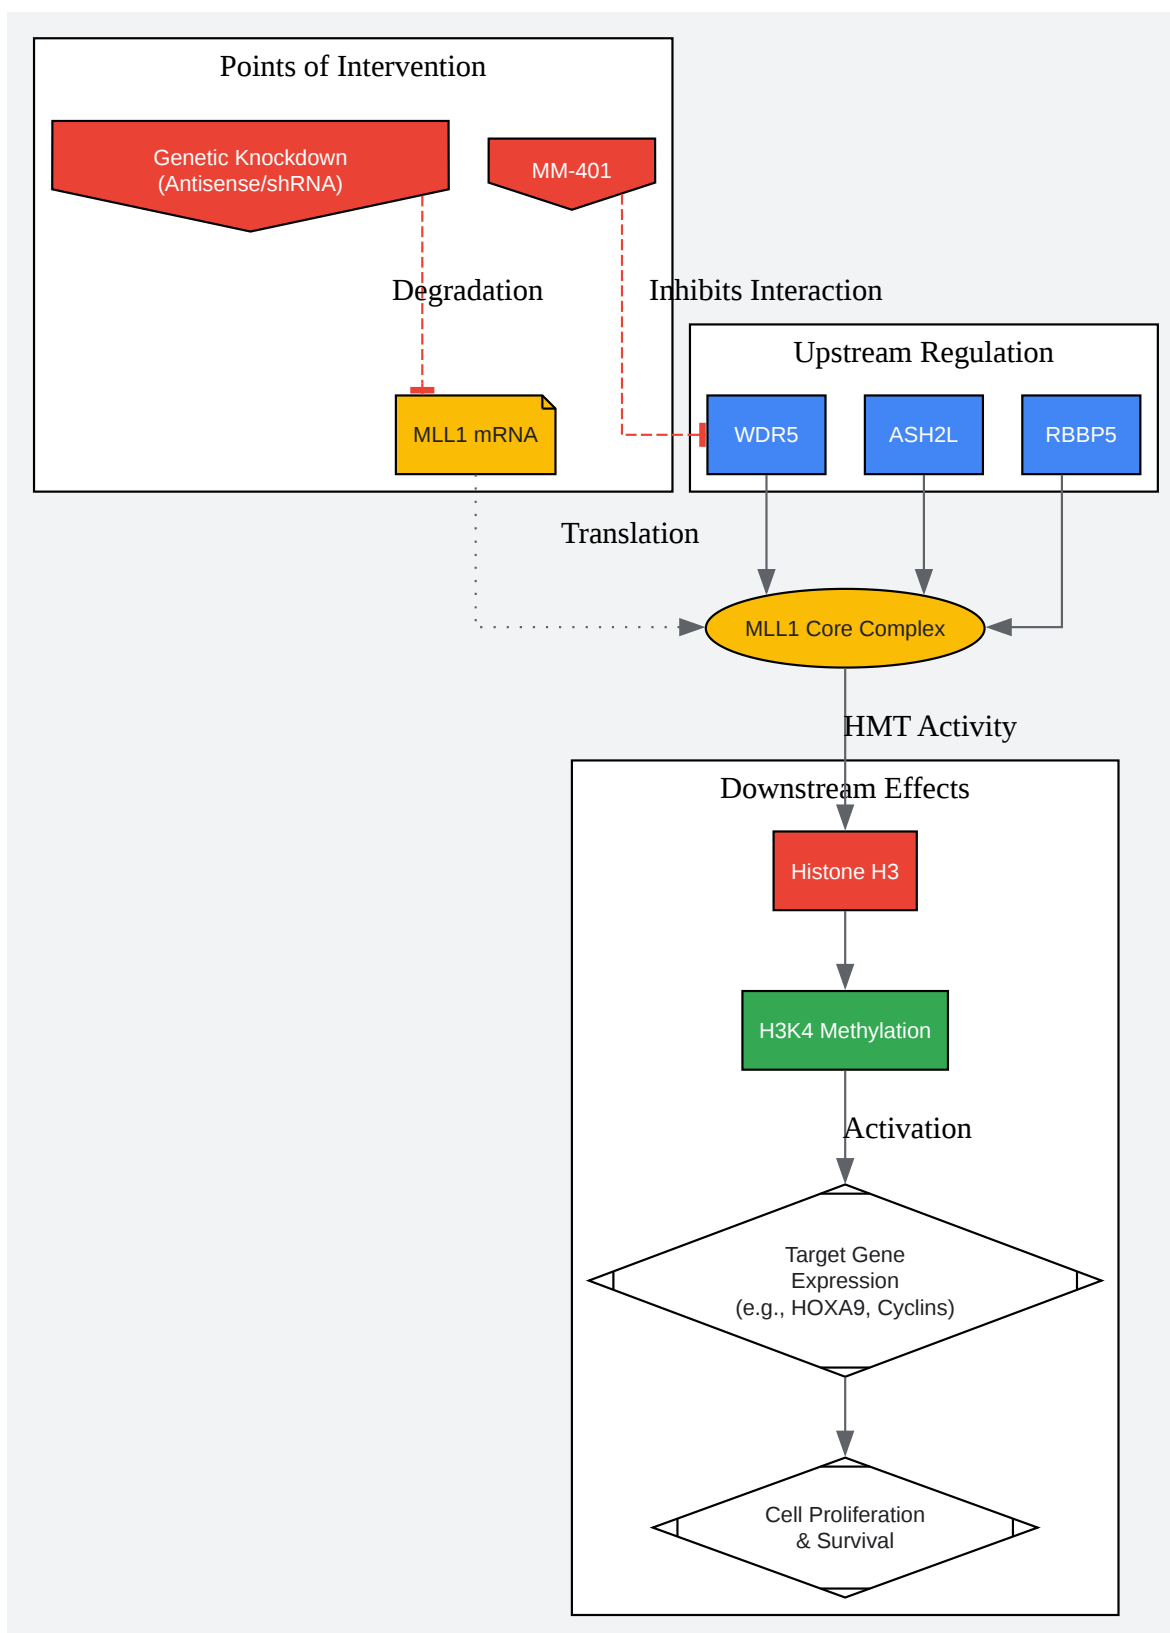 Points of Intervention
Genetic Knockdown
(Antisense/shRNA)
MM-401
Degradation
Inhibits Interaction
Upstream Regulation
MLL1 mRNA
WDR5
ASH2L
RBBP5
Translation
MLL1 Core Complex
HMT Activity
Downstream Effects
Histone H3
H3K4 Methylation
Activation
Target Gene
Expression
(e.g., HOXA9, Cyclins)
Cell Proliferation
& Survival